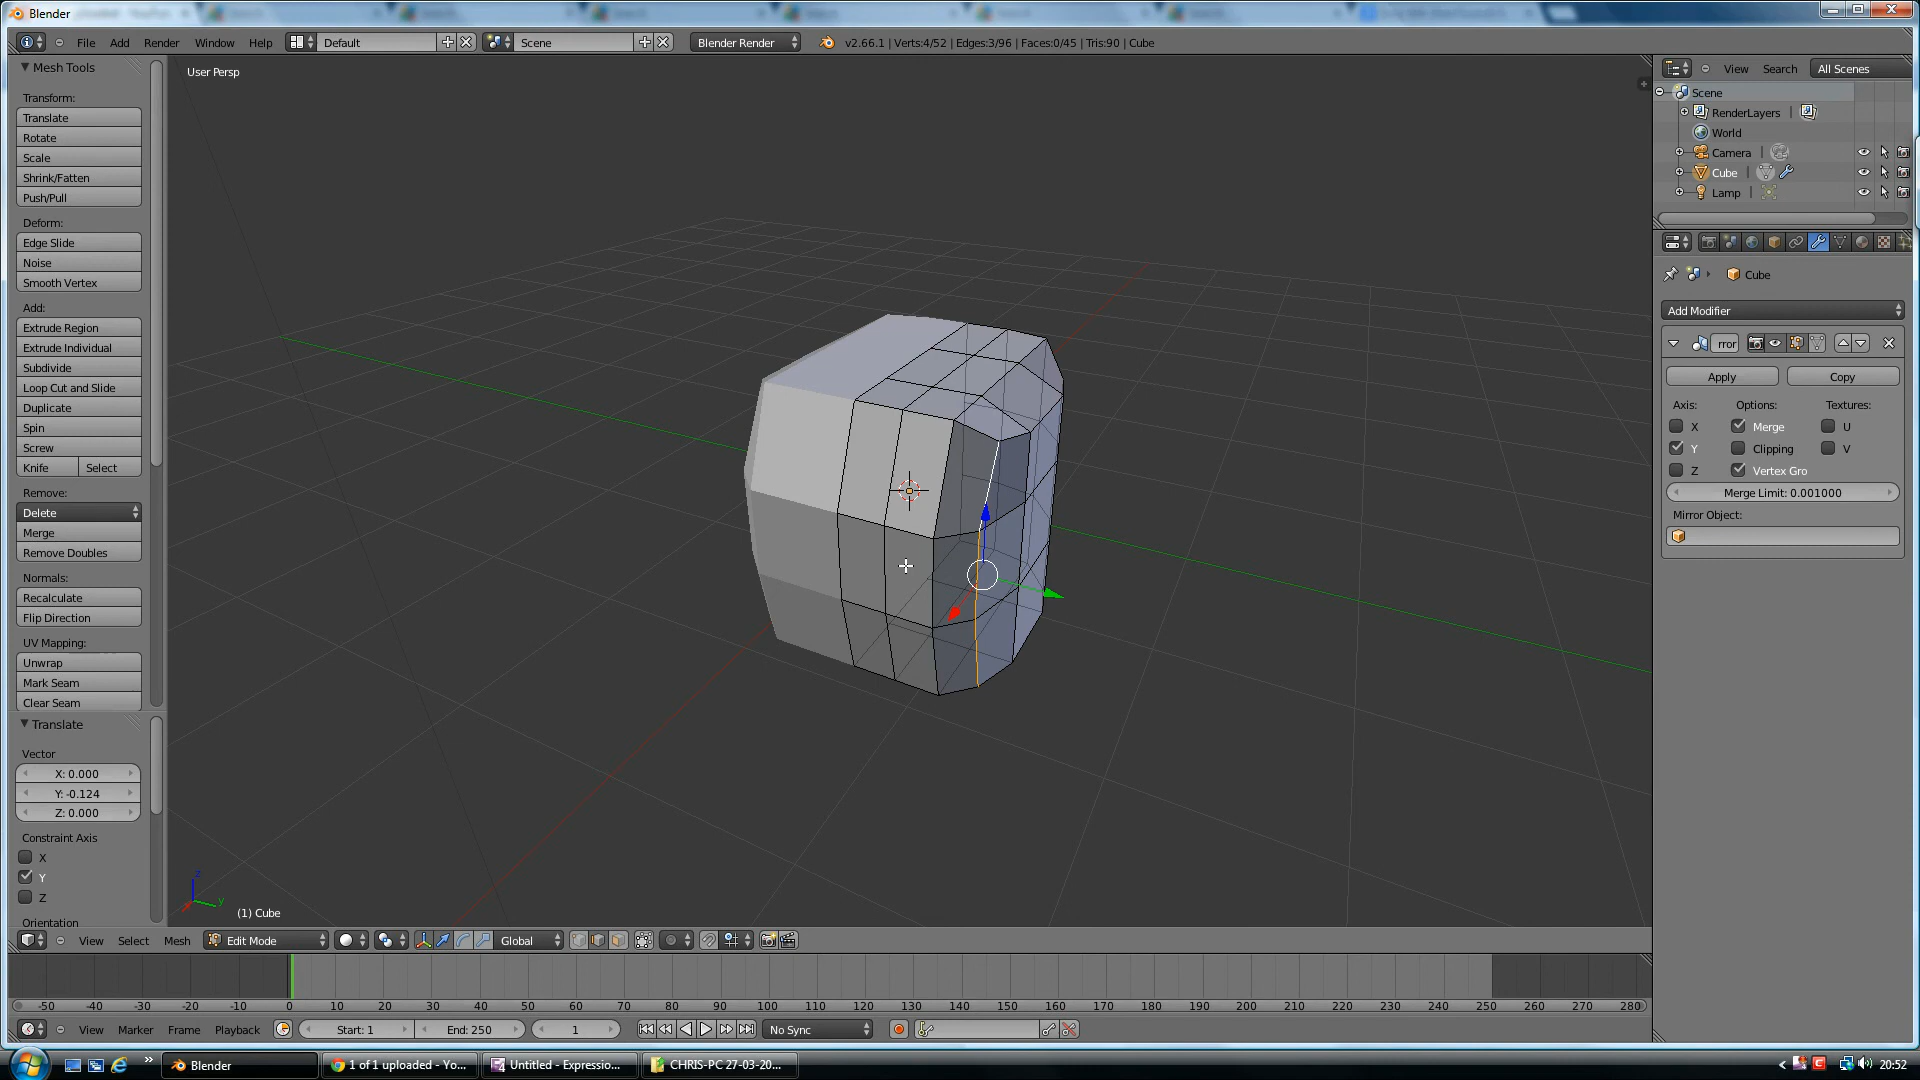 Blender
File Add Render Window Help Default Scene Blender Render v2.66.1 | Verts:4/52 | Edges:3/96 | Faces:0/45 | Tris:90 | Cube
Mesh Tools
Transform:
Translate
Rotate
Scale
Shrink/Fatten
Push/Pull
Deform:
Edge Slide
Noise
Smooth Vertex
Add:
Extrude Region
Extrude Individual
Subdivide
Loop Cut and Slide
Duplicate
Spin
Screw
Knife Select
Remove:
Delete
Merge
Remove Doubles
Normals:
Recalculate
Flip Direction
UV Mapping:
Unwrap
Mark Seam
Clear Seam
Translate
Vector
X: 0.000
Y: -0.124
Z: 0.000
Constraint Axis
X
Y
Z
Orientation
User Persp
z
x
y
(1) Cube
View Search All Scenes
Scene
RenderLayers
World
Camera
Cube
Lamp
Cube
Add Modifier
rror
Apply Copy
Axis: Options: Textures:
X Merge U
Y Clipping V
Z Vertex Gro
Merge Limit: 0.001000
Mirror Object:
View Select Mesh Edit Mode Global
-50 -40 -30 -20 -10 0 10 20 30 40 50 60 70 80 90 100 110 120 130 140 150 160 170 180 190 200 210 220 230 240 250 260 270 280
View Marker Frame Playback Start: 1 End: 250 1 No Sync
Blender 1 of 1 uploaded - Yo... Untitled - Expressio... CHRIS-PC 27-03-20... 20:52